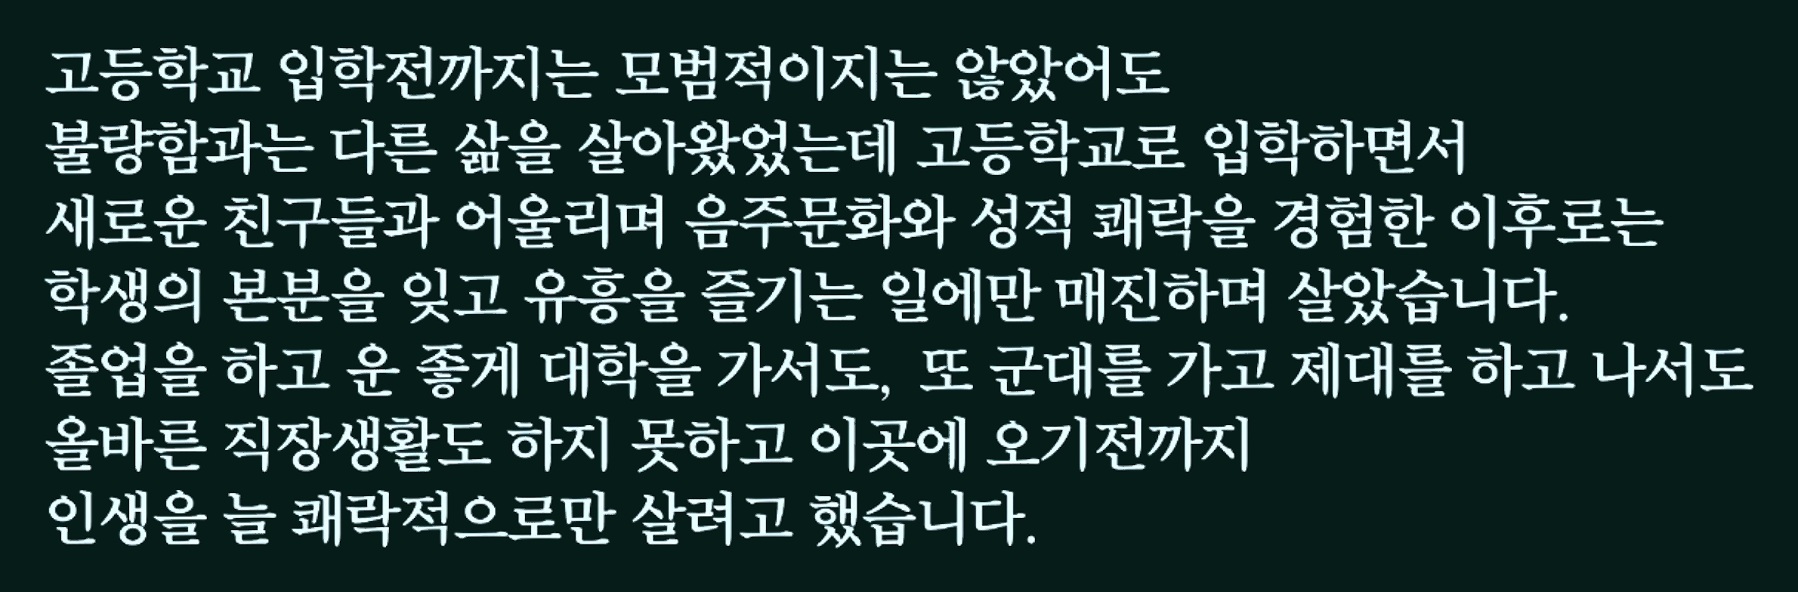 고등학교 입학전까지는 모범적이지는 않았어도
불량함과는 다른 삶을 살아왔었는데 고등학교로 입학하면서
새로운 친구들과 어울리며 음주문화와 성적 쾌락을 경험한 이후로는
학생의 본분을 잊고 유흥을 즐기는 일에만 매진하며 살았습니다.
졸업을 하고 운 좋게 대학을 가서도, 또 군대를 가고 제대를 하고 나서도
올바른 직장생활도 하지 못하고 이곳에 오기전까지
인생을 늘 쾌락적으로만 살려고 했습니다.